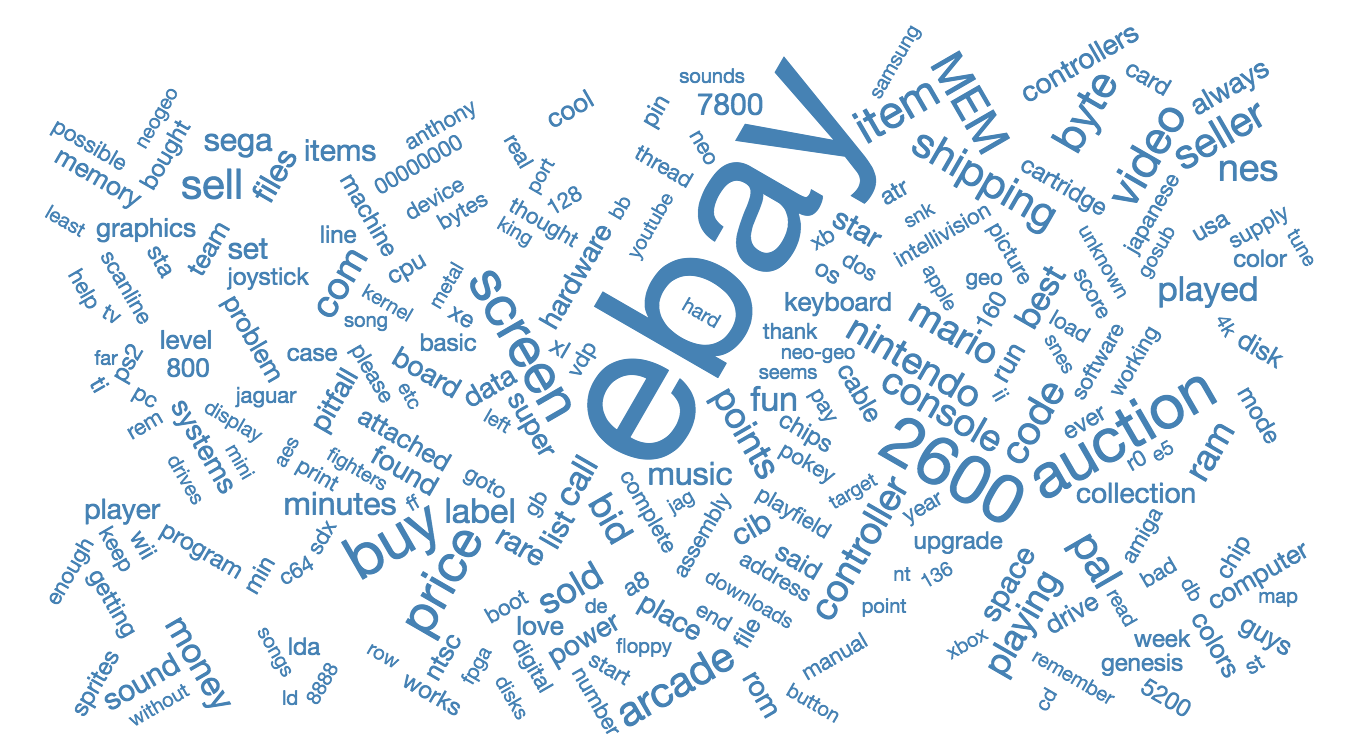 samsung
controllers
sounds
MEM
card
always
neogeo
7800
item
byte
cool
pin
anthony
possible
bought
sega
items
real
neo
video
seller
memory
sell
files
00000000
port
thread
shipping
cartridge
nes
machine
device
128
atr
japanese
least
bytes
thought
bb
youtube
ebay
star
snk
intellivision
usa
supply
graphics
team
set
line
king
hardware
xb
picture
unknown
gosub
tune
sta
joystick
com
cpu
metal
os
dos
color
scanline
help
tv
kernel
screen
hard
keyboard
apple
geo
160
best
score
played
problem
song
xe
mario
load
4k
disk
level
800
case
basic
xl
vdp
thank
neo-geo
nintendo
run
snes
software
working
far
ps2
please
board
data
seems
ti
pc
jaguar
pitfall
etc
super
left
fun
pay
cable
console
ii
code
ever
auction
mode
rem
systems
display
attached
points
chips
2600
ram
mini
aes
fighters
found
pokey
r0
e5
drives
print
goto
call
music
target
collection
player
minutes
ff
label
gb
list
bid
complete
jag
playfield
controller
year
keep
wii
program
sdx
buy
rare
assembly
cib
upgrade
amiga
enough
min
c64
price
said
nt
136
space
pal
chip
getting
sold
a8
address
bad
db
computer
boot
de
place
downloads
point
playing
drive
read
map
money
songs
lda
love
power
end
file
xbox
week
colors
guys
ntsc
row
fpga
digital
floppy
manual
genesis
st
sprites
sound
without
ld
8888
works
disks
start
number
arcade
rom
button
remember
cd
5200